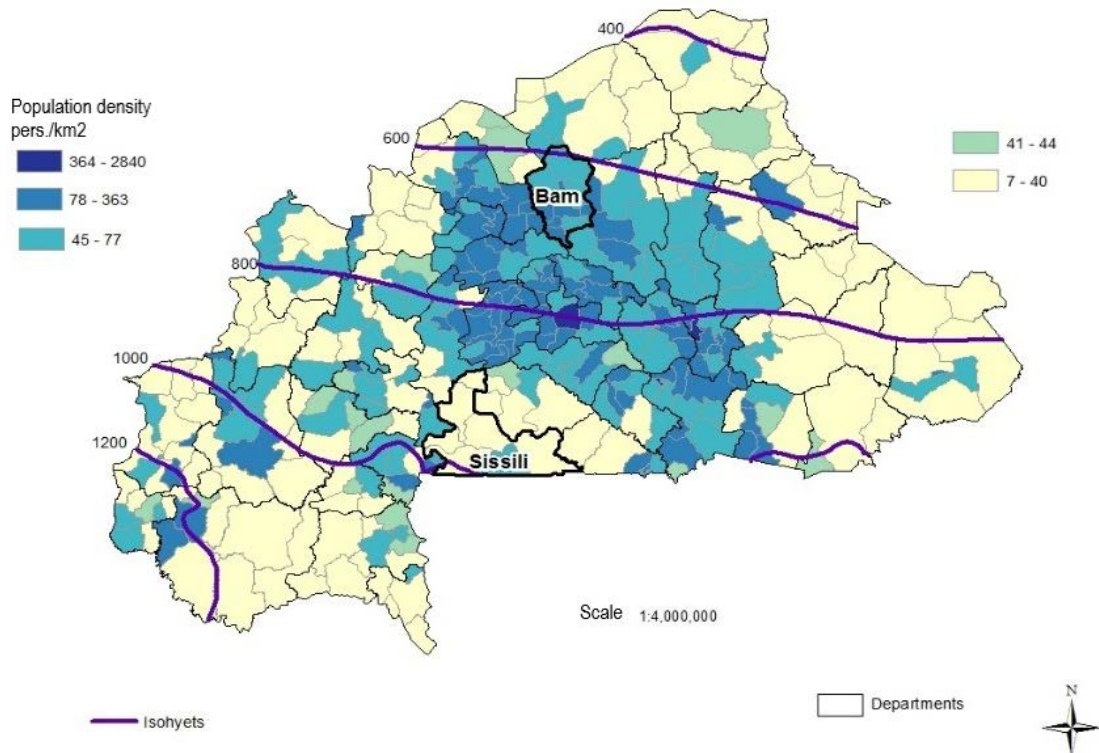 400
Population density
pers./km2
364 - 2840
78 - 363
45 - 77
600
41 - 44
7 - 40
Bam
800
1000
1200
Sissili
Scale 1:4,000,000
Isohyets
Departments
N